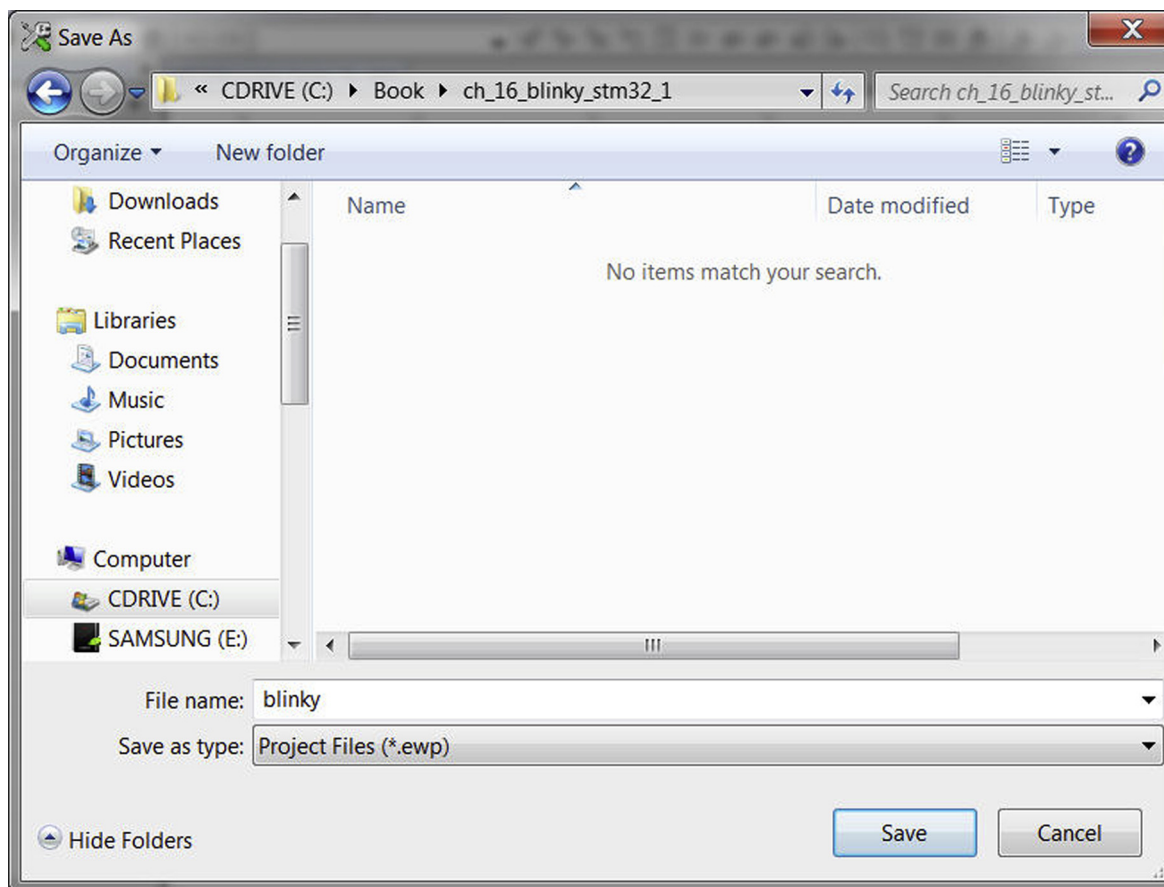 Save As
« CDRIVE (C:) Book ch_16_blinky_stm32_1
Search ch_16_blinky_st...
Organize New folder
Downloads
Recent Places
Libraries
Documents
Music
Pictures
Videos
Computer
CDRIVE (C:)
SAMSUNG (E:)
Name Date modified Type
No items match your search.
File name: blinky
Save as type: Project Files (*.ewp)
Hide Folders
Save Cancel